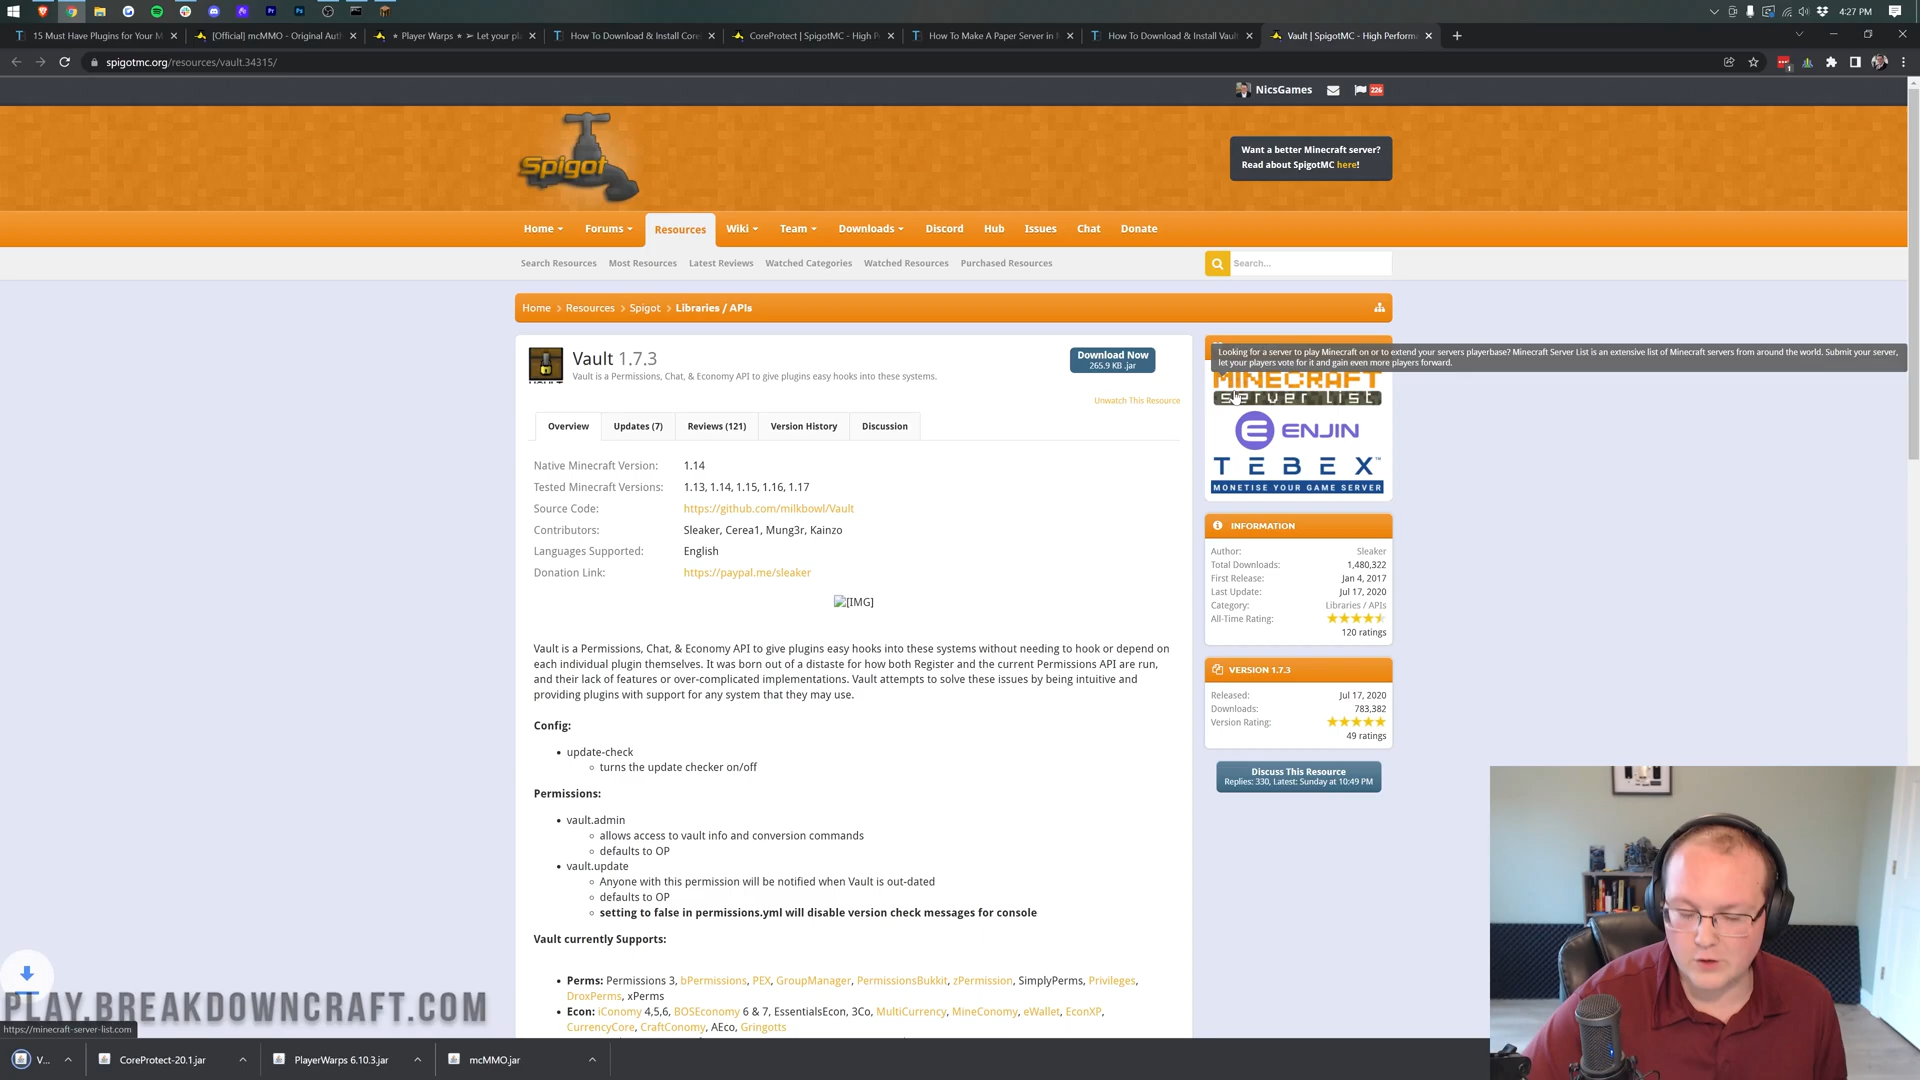 4:27 PM
15 Must Have Plugins for Your M
[Official] mcMMO - Original Aut
Player Warps ★ ➢ Let your pl
How To Download & Install Core
CoreProtect | SpigotMC - High P
How To Make A Paper Server in M
How To Download & Install Vault
Vault | SpigotMC - High Perform
spigotmc.org/resources/vault.34315/
NicsGames
226
Spigot
Want a better Minecraft server?
Read about SpigotMC here!
Home
Forums
Resources
Wiki
Team
Downloads
Discord
Hub
Issues
Chat
Donate
Search Resources
Most Resources
Latest Reviews
Watched Categories
Watched Resources
Purchased Resources
Search...
Home
Resources
Spigot
Libraries / APIs
Vault 1.7.3
Vault is a Permissions, Chat, & Economy API to give plugins easy hooks into these systems.
Download Now
265.9 KB .jar
Unwatch This Resource
Looking for a server to play Minecraft on or to extend your servers playerbase? Minecraft Server List is an extensive list of Minecraft servers from around the world. Submit your server,
let your players vote for it and gain even more players forward.
MINECRAFT
server list
ENJIN
TEBEX™
MONETISE YOUR GAME SERVER
Overview
Updates (7)
Reviews (121)
Version History
Discussion
Native Minecraft Version: 1.14
Tested Minecraft Versions: 1.13, 1.14, 1.15, 1.16, 1.17
Source Code: https://github.com/milkbowl/Vault
Contributors: Sleaker, Cerea1, Mung3r, Kainzo
Languages Supported: English
Donation Link: https://paypal.me/sleaker
[IMG]
Vault is a Permissions, Chat, & Economy API to give plugins easy hooks into these systems without needing to hook or depend on
each individual plugin themselves. It was born out of a distaste for how both Register and the current Permissions API are run,
and their lack of features or over-complicated implementations. Vault attempts to solve these issues by being intuitive and
providing plugins with support for any system that they may use.
Config:
• update-check
◦ turns the update checker on/off
Permissions:
• vault.admin
◦ allows access to vault info and conversion commands
◦ defaults to OP
• vault.update
◦ Anyone with this permission will be notified when Vault is out-dated
◦ defaults to OP
◦ setting to false in permissions.yml will disable version check messages for console
Vault currently Supports:
• Perms: Permissions 3, bPermissions, PEX, GroupManager, PermissionsBukkit, zPermission, SimplyPerms, Privileges,
DroxPerms, xPerms
• Econ: iConomy 4,5,6, BOSEconomy 6 & 7, EssentialsEcon, 3Co, MultiCurrency, MineConomy, eWallet, EconXP,
CurrencyCore, CraftConomy, AEco, Gringotts
INFORMATION
Author: Sleaker
Total Downloads: 1,480,322
First Release: Jan 4, 2017
Last Update: Jul 17, 2020
Category: Libraries / APIs
All-Time Rating:
120 ratings
VERSION 1.7.3
Released: Jul 17, 2020
Downloads: 783,382
Version Rating:
49 ratings
Discuss This Resource
Replies: 330, Latest: Sunday at 10:49 PM
PLAY.BREAKDOWNCRAFT.COM
https://minecraft-server-list.com
V...
CoreProtect-20.1.jar
PlayerWarps 6.10.3.jar
mcMMO.jar